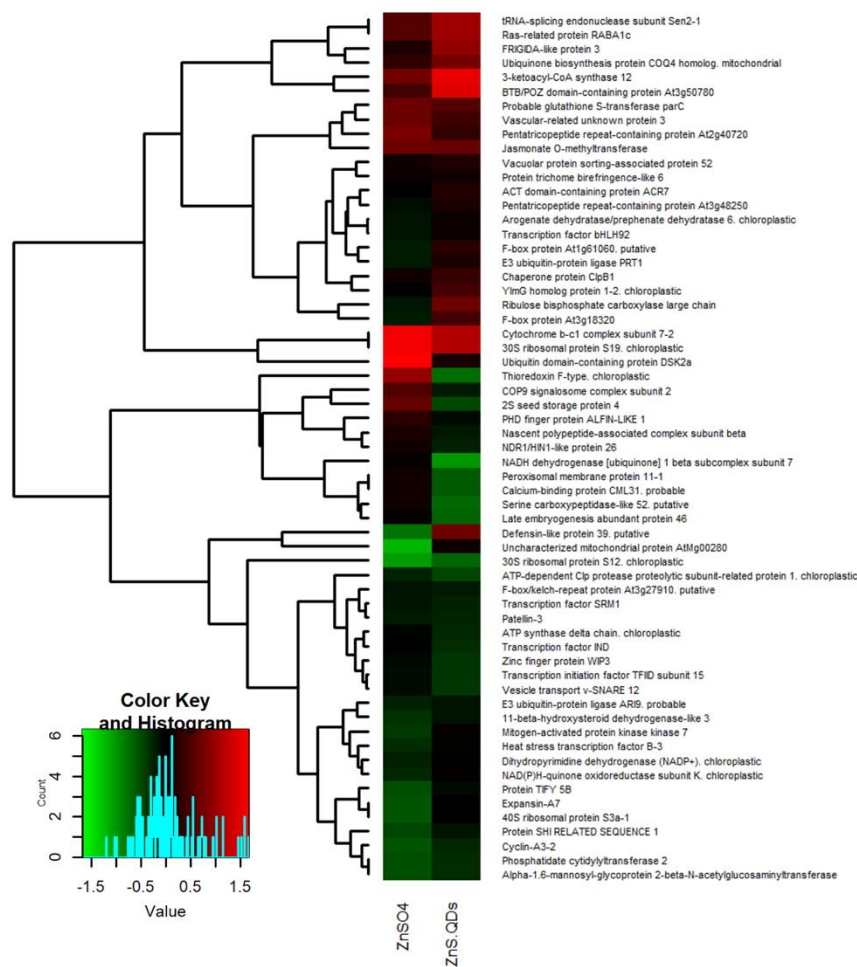 tRNA-splicing endonuclease subunit Sen2-1
Ras-related protein RABA1c
FRIGIDA-like protein 3
Ubiquinone biosynthesis protein COQ4 homolog. mitochondrial
3-ketoacyl-CoA synthase 12
BTB/POZ domain-containing protein At3g50780
Probable glutathione S-transferase parC
Vascular-related unknown protein 3
Pentatricopeptide repeat-containing protein At2g40720
Jasmonate O-methyltransferase
Vacuolar protein sorting-associated protein 52
Protein trichome birefringence-like 6
ACT domain-containing protein ACR7
Pentatricopeptide repeat-containing protein At3g48250
Arogenate dehydratase/prephenate dehydratase 6. chloroplastic
Transcription factor bHLH92
F-box protein At1g61060. putative
E3 ubiquitin-protein ligase PRT1
Chaperone protein ClpB1
YlmG homolog protein 1-2. chloroplastic
Ribulose bisphosphate carboxylase large chain
F-box protein At3g18320
Cytochrome b-c1 complex subunit 7-2
30S ribosomal protein S19. chloroplastic
Ubiquitin domain-containing protein DSK2a
Thioredoxin F-type. chloroplastic
COP9 signalosome complex subunit 2
2S seed storage protein 4
PHD finger protein ALFIN-LIKE 1
Nascent polypeptide-associated complex subunit beta
NDR1/HIN1-like protein 26
NADH dehydrogenase [ubiquinone] 1 beta subcomplex subunit 7
Peroxisomal membrane protein 11-1
Calcium-binding protein CML31. probable
Serine carboxypeptidase-like 52. putative
Late embryogenesis abundant protein 46
Defensin-like protein 39. putative
Uncharacterized mitochondrial protein AtMg00280
30S ribosomal protein S12. chloroplastic
ATP-dependent Clp protease proteolytic subunit-related protein 1. chloroplastic
F-box/kelch-repeat protein At3g27910. putative
Transcription factor SRM1
Patellin-3
ATP synthase delta chain. chloroplastic
Transcription factor IND
Zinc finger protein WIP3
Transcription initiation factor TFIID subunit 15
Vesicle transport v-SNARE 12
E3 ubiquitin-protein ligase ARI9. probable
11-beta-hydroxysteroid dehydrogenase-like 3
Mitogen-activated protein kinase kinase 7
Heat stress transcription factor B-3
Dihydropyrimidine dehydrogenase (NADP+). chloroplastic
NAD(P)H-quinone oxidoreductase subunit K. chloroplastic
Protein TIFY 5B
Expansin-A7
40S ribosomal protein S3a-1
Protein SHI RELATED SEQUENCE 1
Cyclin-A3-2
Phosphatidate cytidylyltransferase 2
Alpha-1.6-mannosyl-glycoprotein 2-beta-N-acetylglucosaminyltransferase
Color Key
and Histogram
Count
0 2 4 6
-1.5 -0.5 0.5 1.5
Value
ZnSO4
ZnS.QDs